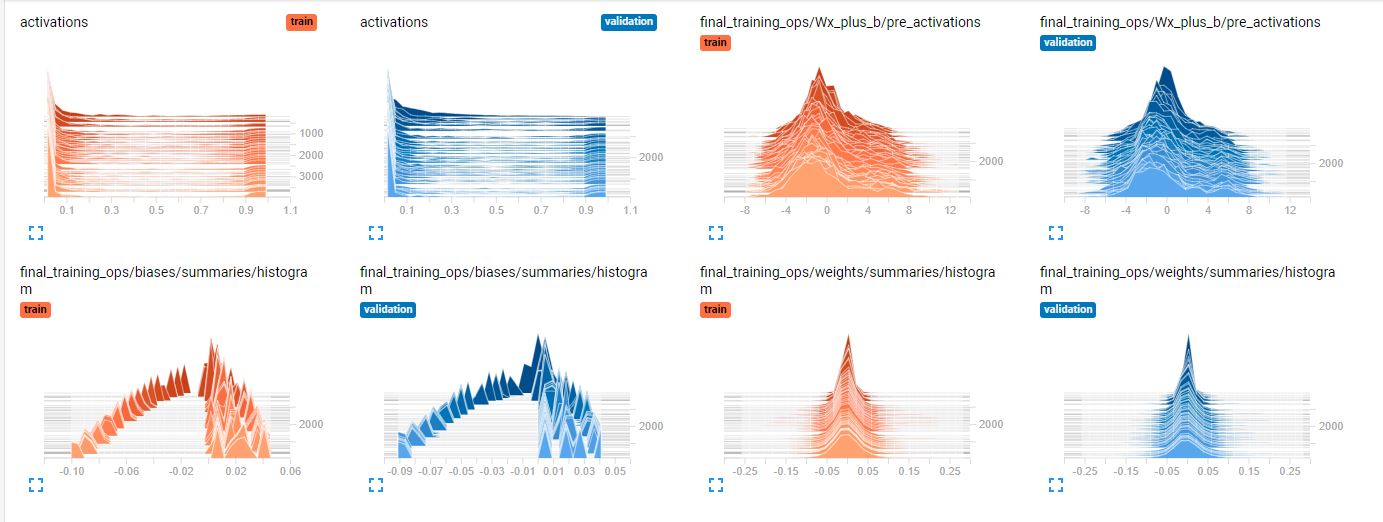 activations train
activations validation
final_training_ops/Wx_plus_b/pre_activations
train
final_training_ops/Wx_plus_b/pre_activations
validation
1000
2000
3000
0.1 0.3 0.5 0.7 0.9 1.1
2000
0.1 0.3 0.5 0.7 0.9 1.1
2000
-8 -4 0 4 8 12
2000
-8 -4 0 4 8 12
final_training_ops/biases/summaries/histogra
m
train
final_training_ops/biases/summaries/histogra
m
validation
final_training_ops/weights/summaries/histogra
m
train
final_training_ops/weights/summaries/histogra
m
validation
2000
-0.10 -0.06 -0.02 0.02 0.06
2000
-0.09 -0.07 -0.05 -0.03 -0.01 0.01 0.03 0.05
2000
-0.25 -0.15 -0.05 0.05 0.15 0.25
2000
-0.25 -0.15 -0.05 0.05 0.15 0.25